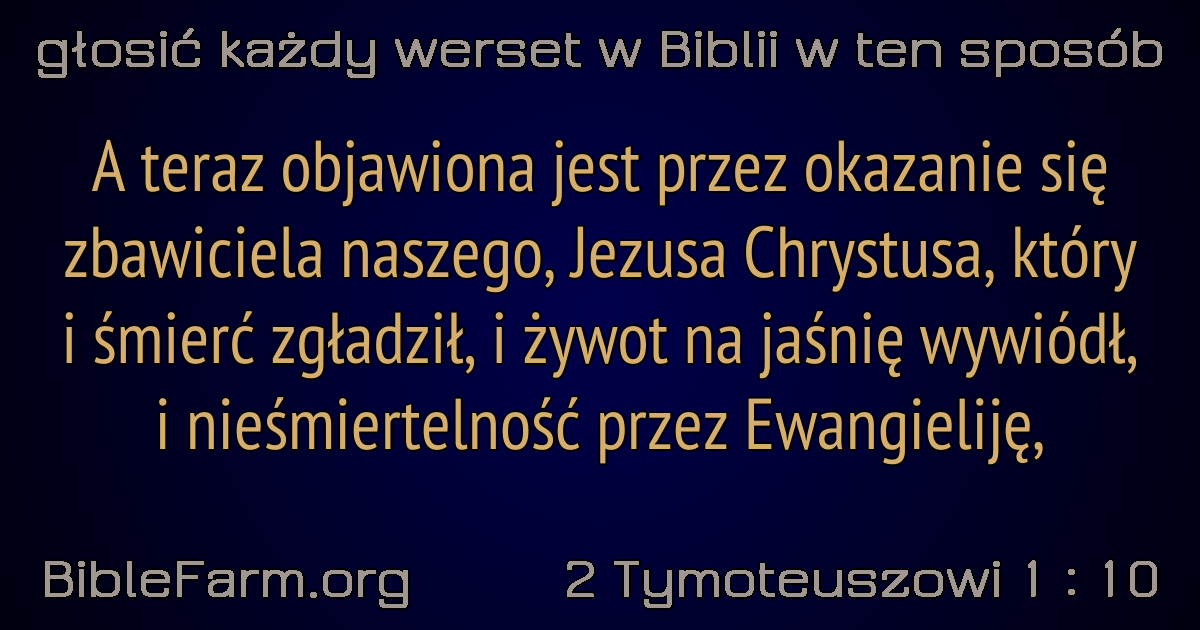 głosić każdy werset w Biblii w ten sposób
A teraz objawiona jest przez okazanie się
zbawiciela naszego, Jezusa Chrystusa, który
i śmierć zgładził, i żywot na jaśnię wywiódł,
i nieśmiertelność przez Ewangieliję,
BibleFarm.org 2 Tymoteuszowi 1 : 10